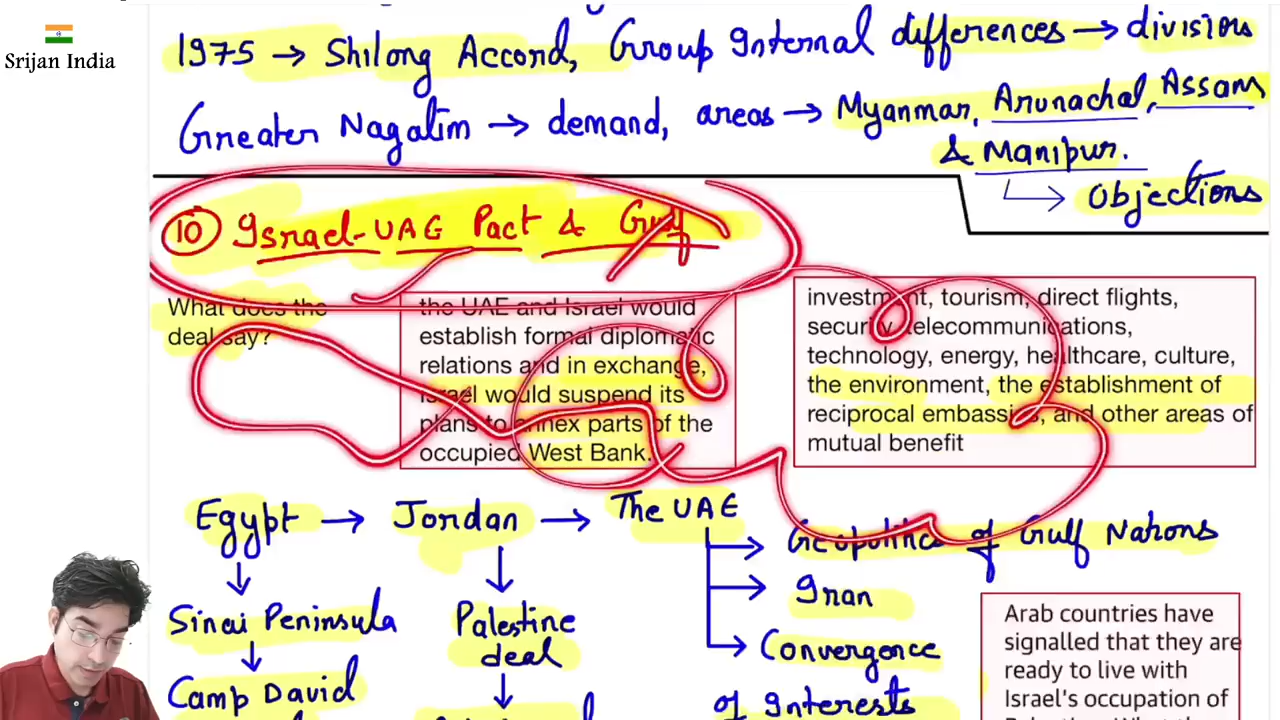 Srijan India
1975 → Shilong Accord, Group Internal differences → divisions
Greater Nagalim → demand, areas → Myanmar, Arunachal, Assam
& Manipur.
→ Objections
10 Israel-UAE Pact & Gulf
What does the
deal say?
the UAE and Israel would
establish formal diplomatic
relations and in exchange,
Israel would suspend its
plans to annex parts of the
occupied West Bank.
investment, tourism, direct flights,
security, telecommunications,
technology, energy, healthcare, culture,
the environment, the establishment of
reciprocal embassies, and other areas of
mutual benefit
Egypt → Jordan → The UAE
→ Geopolitics of Gulf Nations
→ Iran
→ Convergence
of Interests
Sinai Peninsula
Camp David
Palestine
deal
Arab countries have
signalled that they are
ready to live with
Israel's occupation of